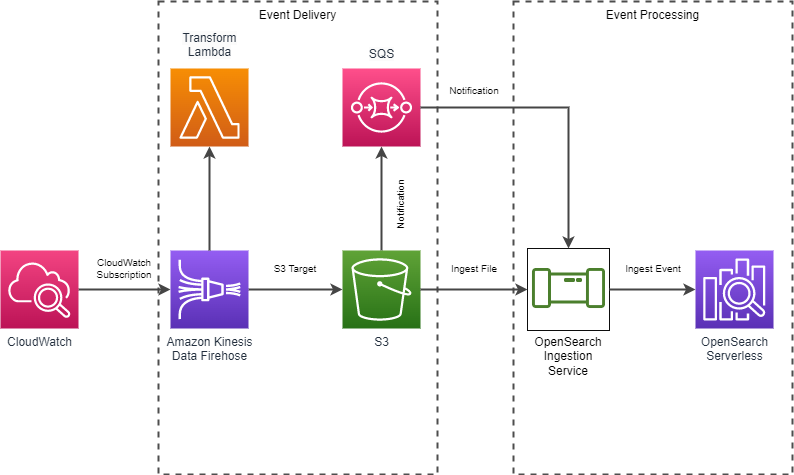 Event Delivery
Event Processing
Transform
Lambda
SQS
Notification
Notification
CloudWatch
Subscription
S3 Target
Ingest File
Ingest Event
CloudWatch
Amazon Kinesis
Data Firehose
S3
OpenSearch
Ingestion
Service
OpenSearch
Serverless